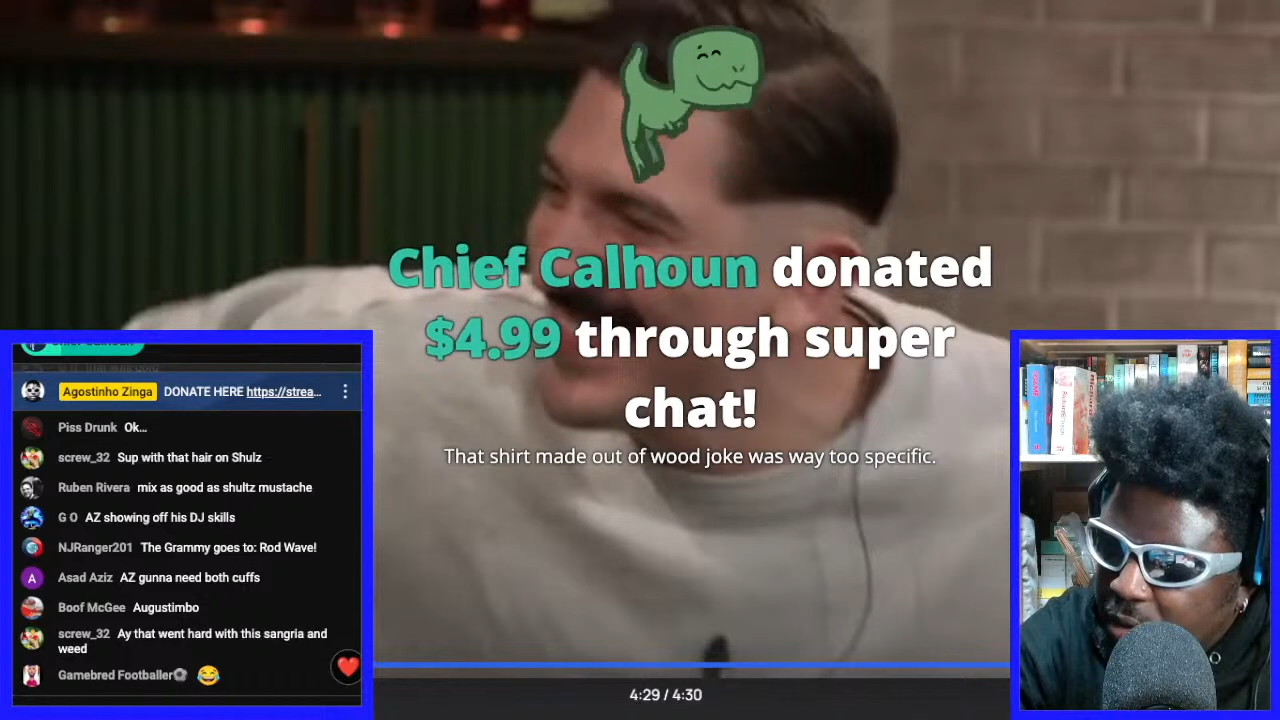 Chief Calhoun donated
$4.99 through super
chat!
That shirt made out of wood joke was way too specific.
Agostinho Zinga DONATE HERE https://strea...
Piss Drunk Ok...
screw_32 Sup with that hair on Shulz
Ruben Rivera mix as good as shultz mustache
G O AZ showing off his DJ skills
NJRanger201 The Grammy goes to: Rod Wave!
A Asad Aziz AZ gunna need both cuffs
Boof McGee Augustimbo
screw_32 Ay that went hard with this sangria and
weed
Gamebred Footballer⚽ 😂
4:29 / 4:30